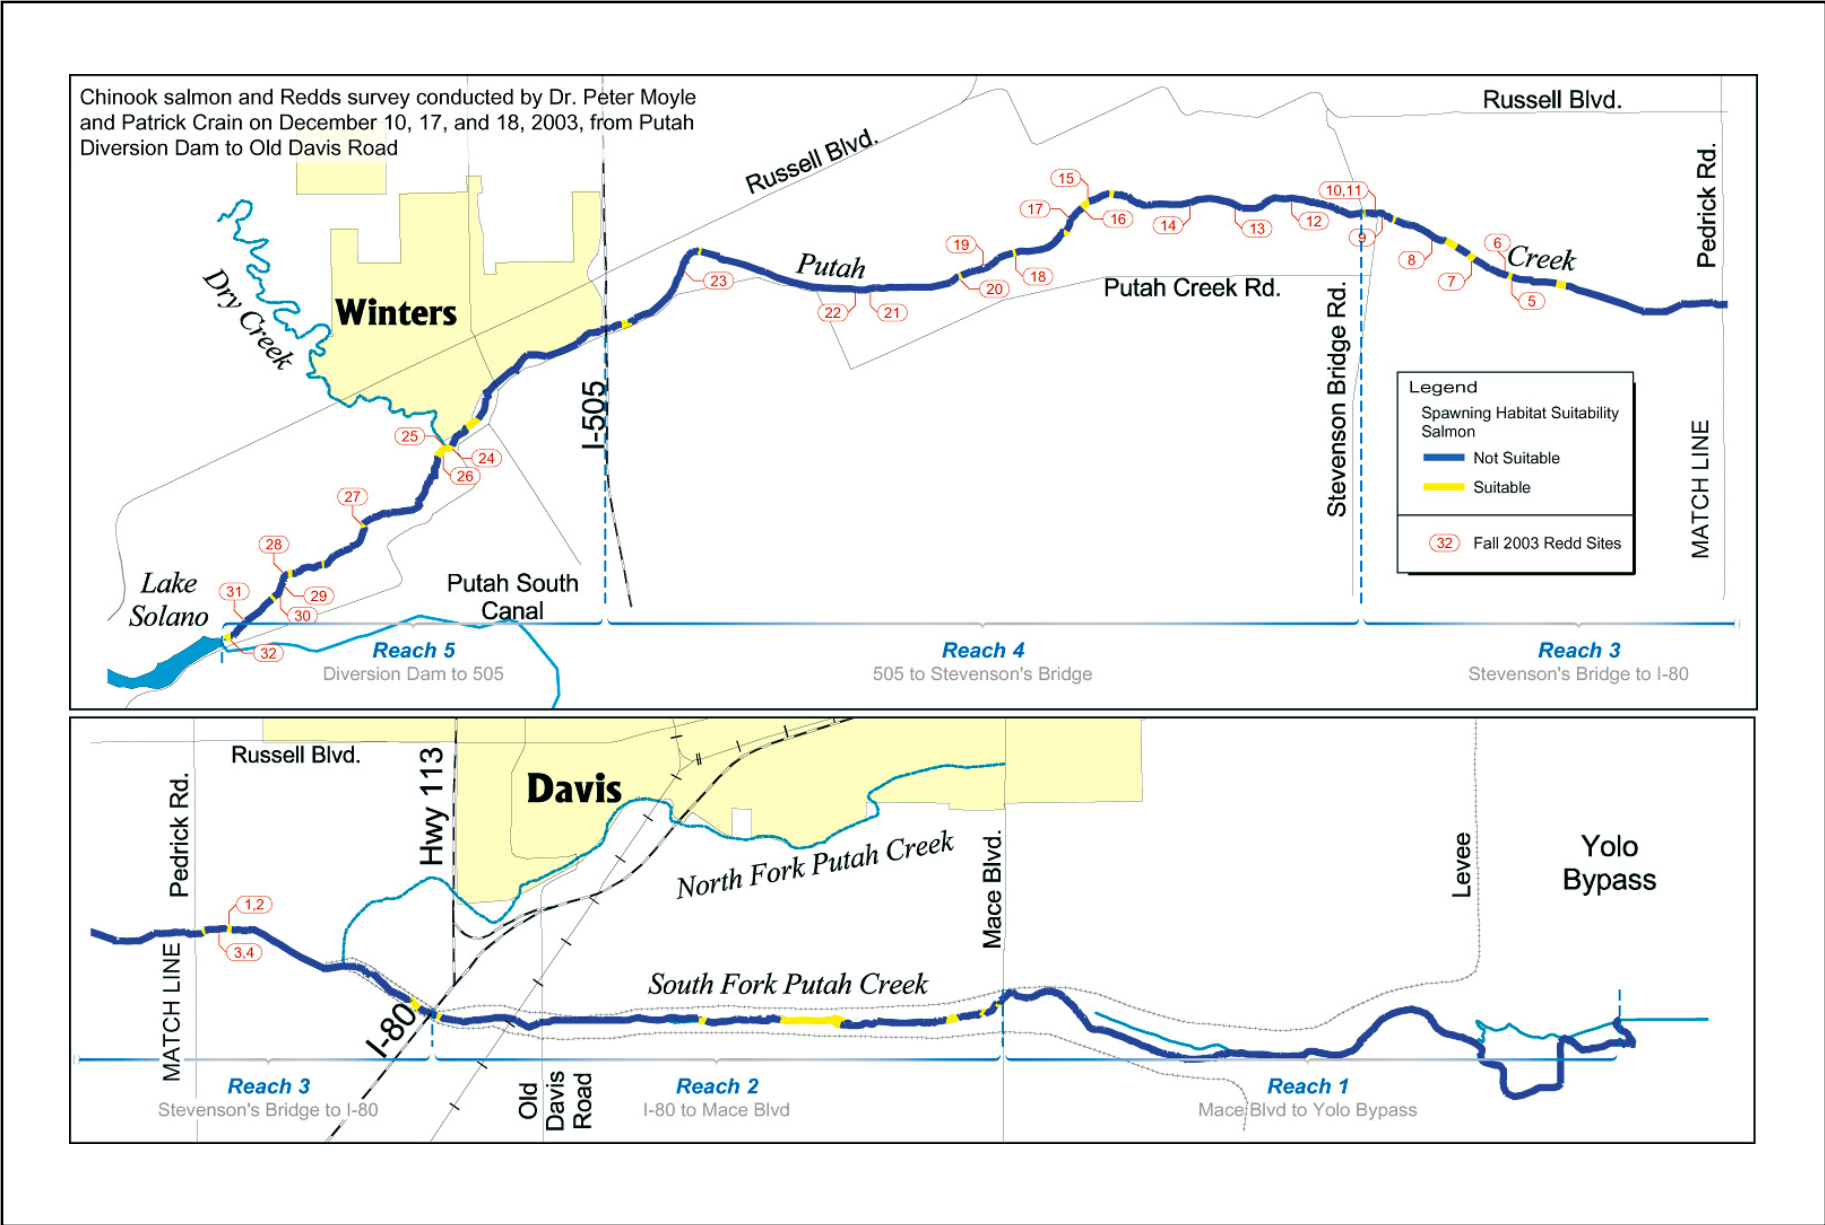 Chinook salmon and Redds survey conducted by Dr. Peter Moyle
and Patrick Crain on December 10, 17, and 18, 2003, from Putah
Diversion Dam to Old Davis Road
Russell Blvd.
Russell Blvd.
Pedrick Rd.
Dry Creek
Winters
I-505
Putah
Creek
Putah Creek Rd.
Stevenson Bridge Rd.
MATCH LINE
15
17
16
14
13
12
10,11
9
8
7
6
5
19
18
20
23
22
21
25
24
26
27
28
29
31
30
32
Lake
Solano
Putah South
Canal
Legend
Spawning Habitat Suitability
Salmon
Not Suitable
Suitable
32
Fall 2003 Redd Sites
Reach 5
Diversion Dam to 505
Reach 4
505 to Stevenson's Bridge
Reach 3
Stevenson's Bridge to I-80
Russell Blvd.
Pedrick Rd.
Hwy 113
Davis
North Fork Putah Creek
Mace Blvd.
Levee
Yolo
Bypass
1,2
3,4
MATCH LINE
South Fork Putah Creek
I-80
Old
Davis
Road
Reach 3
Stevenson's Bridge to I-80
Reach 2
I-80 to Mace Blvd
Reach 1
Mace Blvd to Yolo Bypass